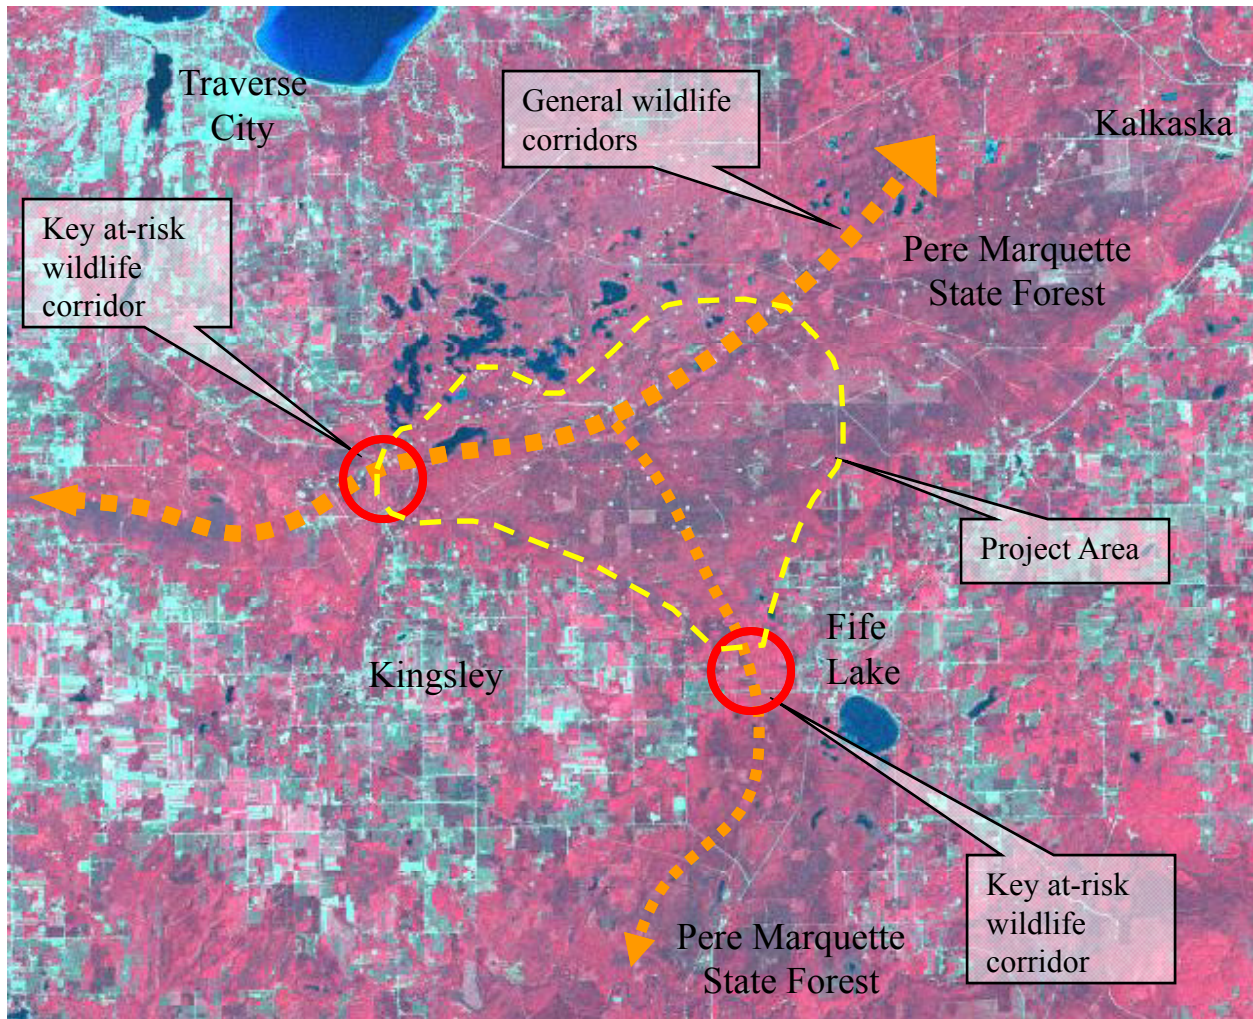 Traverse
City
General wildlife
corridors
Kalkaska
Key at-risk
wildlife
corridor
Pere Marquette
State Forest
Project Area
Fife
Lake
Kingsley
Key at-risk
wildlife
corridor
Pere Marquette
State Forest